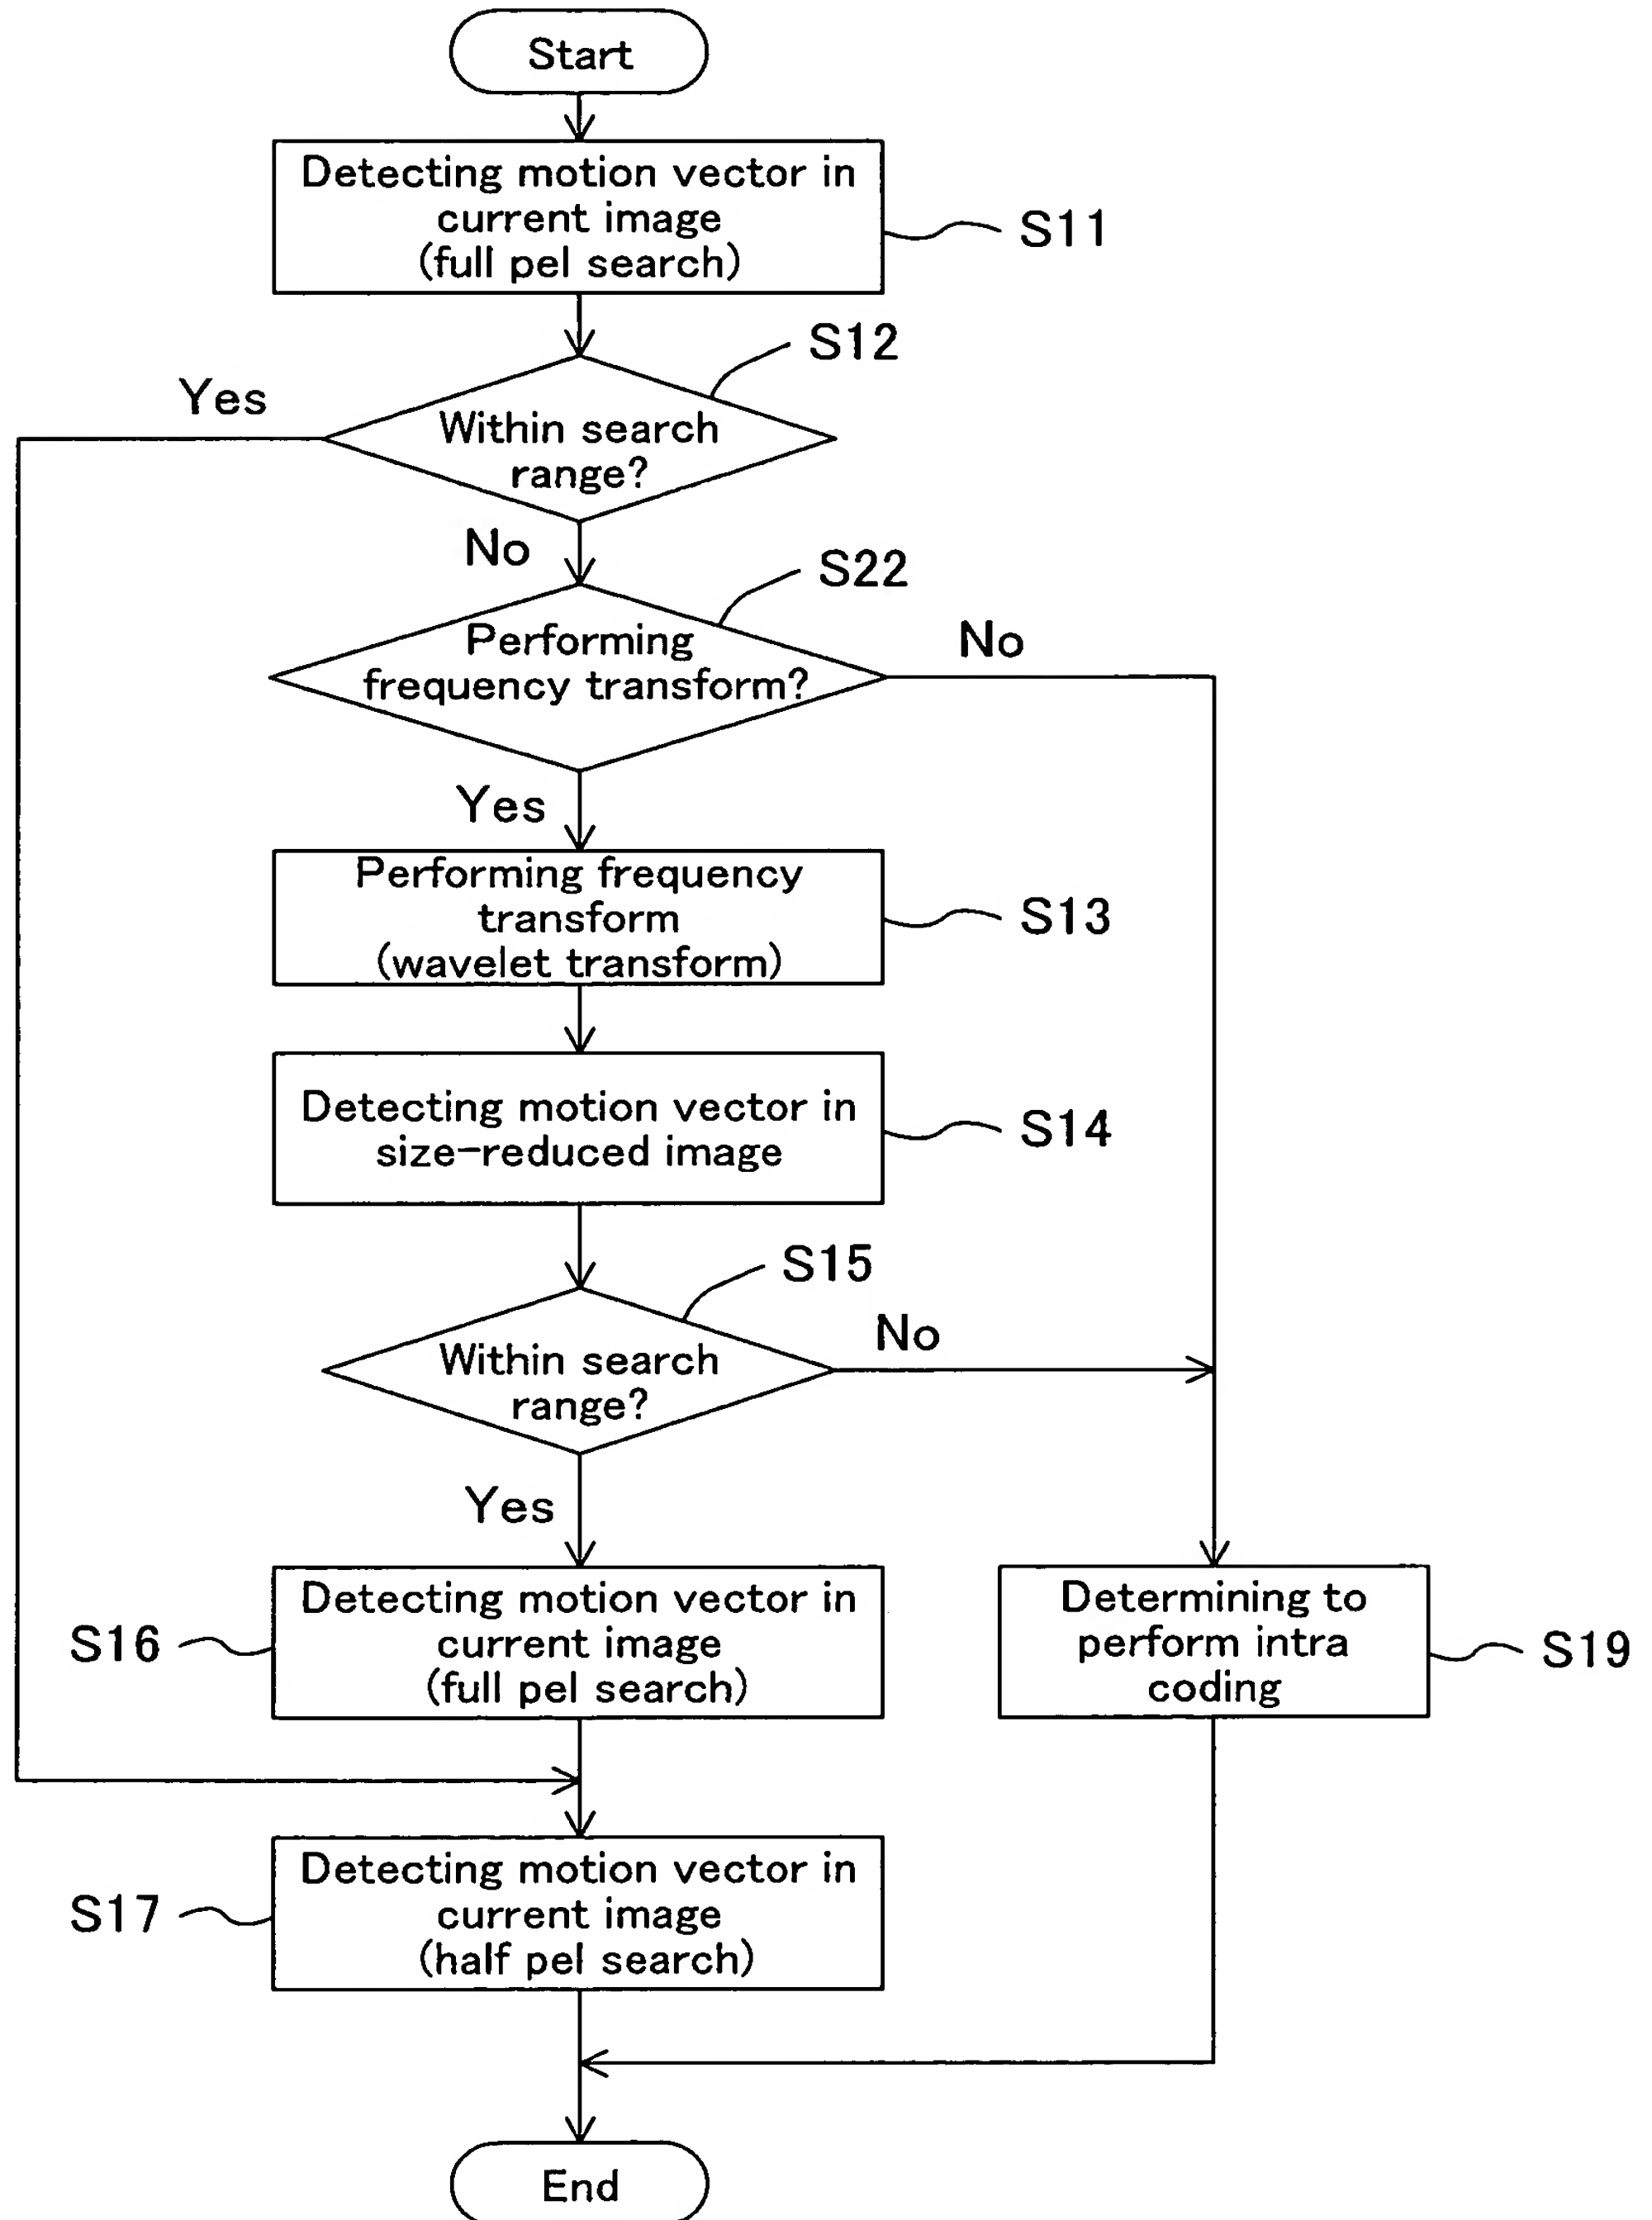 Start
Detecting motion vector in
current image
(full pel search)
S11
S12
Yes
Within search
range?
No
S22
Performing
frequency transform?
No
Yes
Performing frequency
transform
(wavelet transform)
S13
Detecting motion vector in
size-reduced image
S14
S15
Within search
range?
No
Yes
Detecting motion vector in
current image
(full pel search)
S16
Determining to
perform intra
coding
S19
Detecting motion vector in
current image
(half pel search)
S17
End